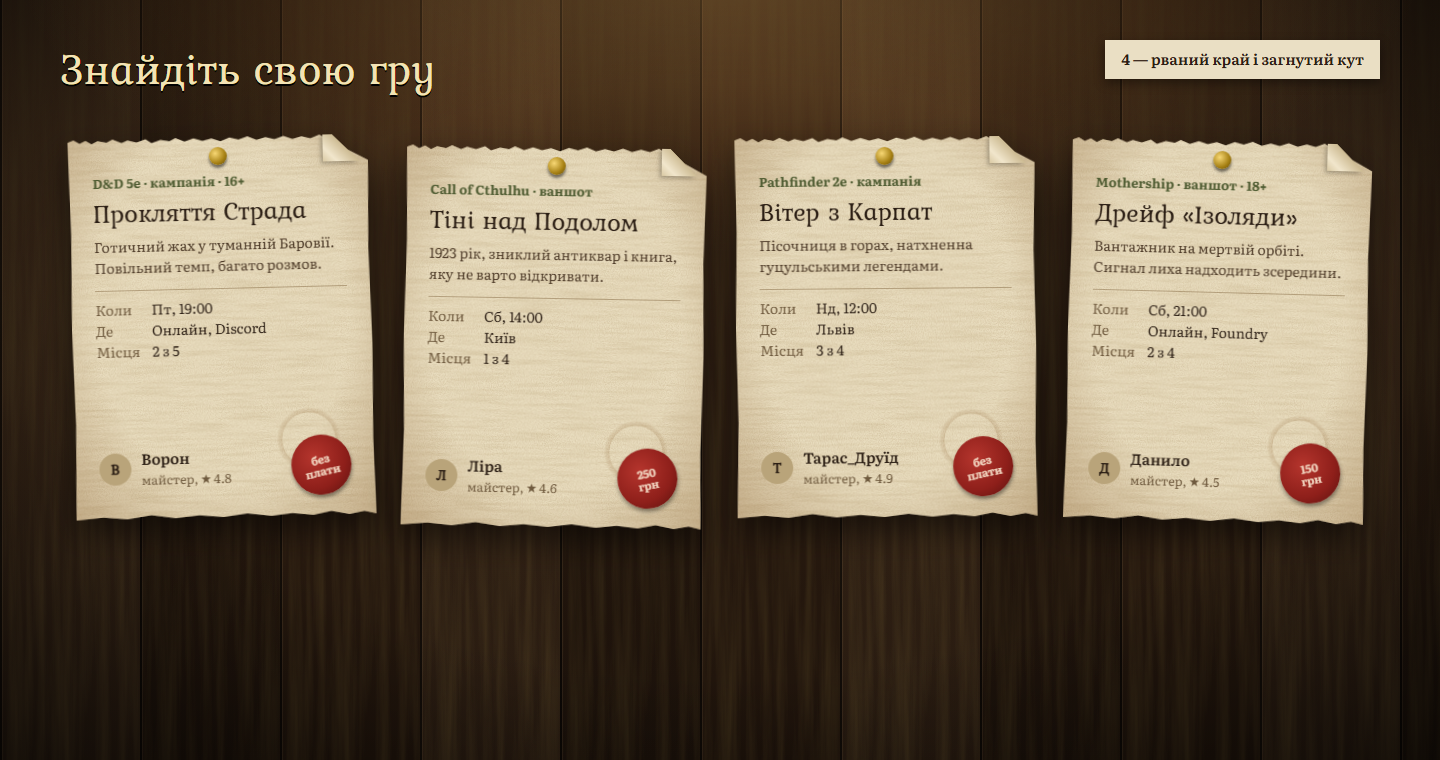 Знайдіть свою гру
4 — рваний край і загнутий кут
D&D 5e · кампанія · 16+
Прокляття Страда
Готичний жах у туманній Баровії.
Повільний темп, багато розмов.
Коли Пт, 19:00
Де Онлайн, Discord
Місця 2 з 5
В
Ворон
майстер, ★ 4.8
без
плати
Call of Cthulhu · ваншот
Тіні над Подолом
1923 рік, зниклий антиквар і книга,
яку не варто відкривати.
Коли Сб, 14:00
Де Київ
Місця 1 з 4
Л
Ліра
майстер, ★ 4.6
250
грн
Pathfinder 2e · кампанія
Вітер з Карпат
Пісочниця в горах, натхненна
гуцульськими легендами.
Коли Нд, 12:00
Де Львів
Місця 3 з 4
Т
Тарас_Друїд
майстер, ★ 4.9
без
плати
Mothership · ваншот · 18+
Дрейф «Ізоляди»
Вантажник на мертвій орбіті.
Сигнал лиха надходить зсередини.
Коли Сб, 21:00
Де Онлайн, Foundry
Місця 2 з 4
Д
Данило
майстер, ★ 4.5
150
грн